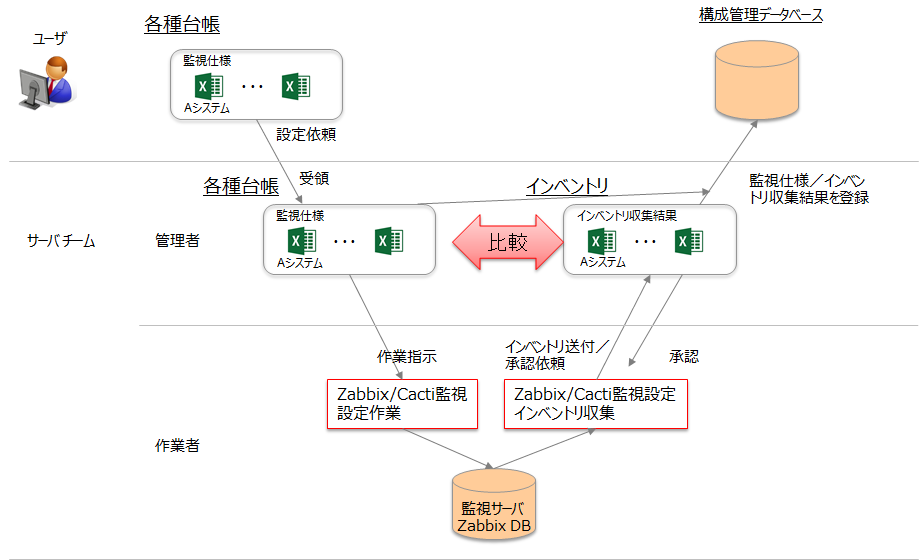 構成管理データベース
各種台帳
ユーザ
監視仕様
・・・
Aシステム
設定依頼
受領
各種台帳
インベントリ
監視仕様／インベン
トリ収集結果を登録
サーバチーム
管理者
監視仕様
・・・
Aシステム
比較
インベントリ収集結果
・・・
Aシステム
作業指示
インベントリ送付／
承認依頼
承認
Zabbix/Cacti監視
設定作業
Zabbix/Cacti監視設定
インベントリ収集
作業者
監視サーバ
Zabbix DB